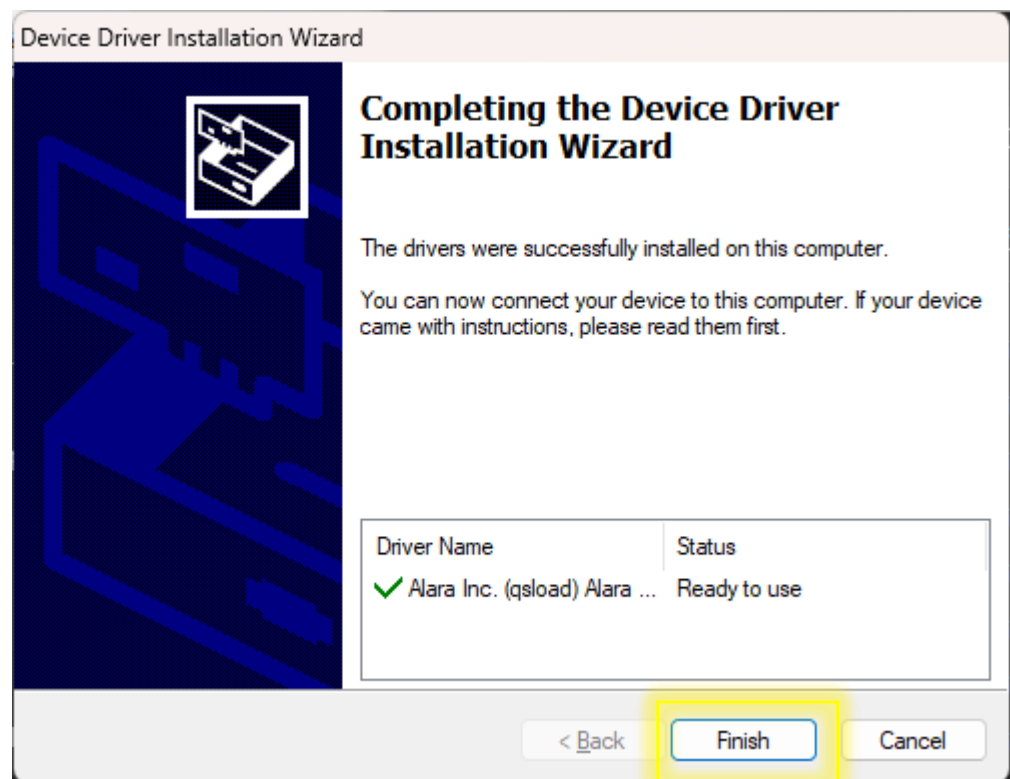 Device Driver Installation Wizard
Completing the Device Driver
Installation Wizard
The drivers were successfully installed on this computer.
You can now connect your device to this computer. If your device
came with instructions, please read them first.
Driver Name Status
Alara Inc. (qsload) Alara ... Ready to use
< Back Finish Cancel